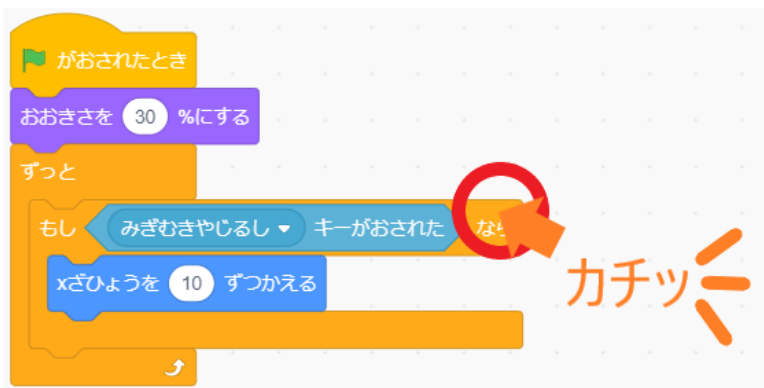 がおされたとき
おおきさを 30 %にする
ずっと
もし みぎむきやじるし キーがおされた なら
xざひょうを 10 ずつかえる
カチッ